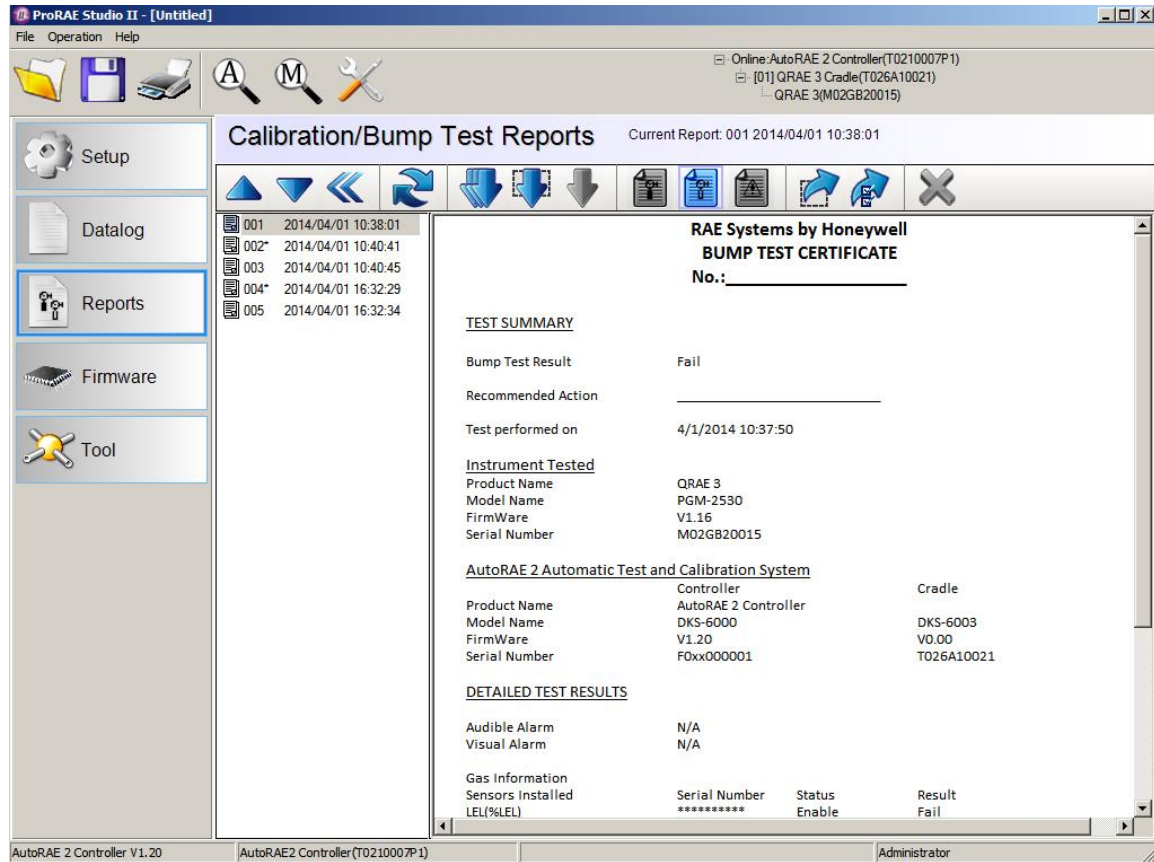 ProRAE Studio II - [Untitled]
File Operation Help
A M
Online:AutoRAE 2 Controller(T0210007P1)
[01] QRAE 3 Cradle(T026A10021)
QRAE 3(M02GB20015)
Setup
Datalog
Reports
Firmware
Tool
Calibration/Bump Test Reports
Current Report: 001 2014/04/01 10:38:01
001 2014/04/01 10:38:01
002* 2014/04/01 10:40:41
003 2014/04/01 10:40:45
004* 2014/04/01 16:32:29
005 2014/04/01 16:32:34
RAE Systems by Honeywell
BUMP TEST CERTIFICATE
No.:____________________
TEST SUMMARY
Bump Test Result Fail
Recommended Action ____________________
Test performed on 4/1/2014 10:37:50
Instrument Tested
Product Name QRAE 3
Model Name PGM-2530
FirmWare V1.16
Serial Number M02GB20015
AutoRAE 2 Automatic Test and Calibration System
Controller Cradle
Product Name AutoRAE 2 Controller
Model Name DKS-6000 DKS-6003
FirmWare V1.20 V0.00
Serial Number F0xx000001 T026A10021
DETAILED TEST RESULTS
Audible Alarm N/A
Visual Alarm N/A
Gas Information
Sensors Installed Serial Number Status Result
LEL(%LEL) ********** Enable Fail
AutoRAE 2 Controller V1.20
AutoRAE2 Controller(T0210007P1)
Administrator